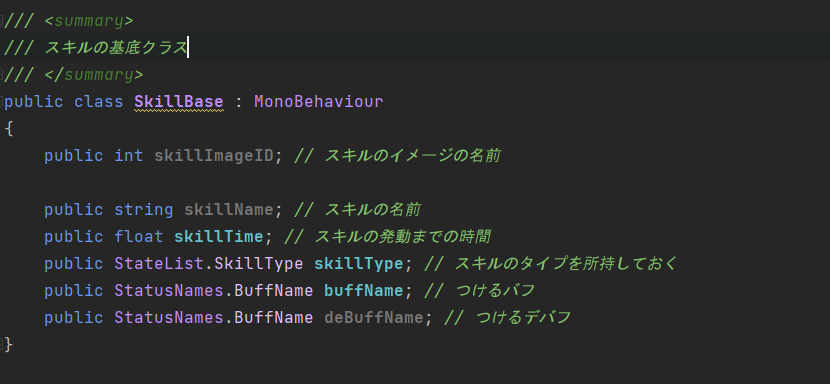 /// <summary>
/// スキルの基底クラス
/// </summary>
public class SkillBase : MonoBehaviour
{
public int skillImageID; // スキルのイメージの名前
public string skillName; // スキルの名前
public float skillTime; // スキルの発動までの時間
public StateList.SkillType skillType; // スキルのタイプを所持しておく
public StatusNames.BuffName buffName; // つけるバフ
public StatusNames.BuffName deBuffName; // つけるデバフ
}